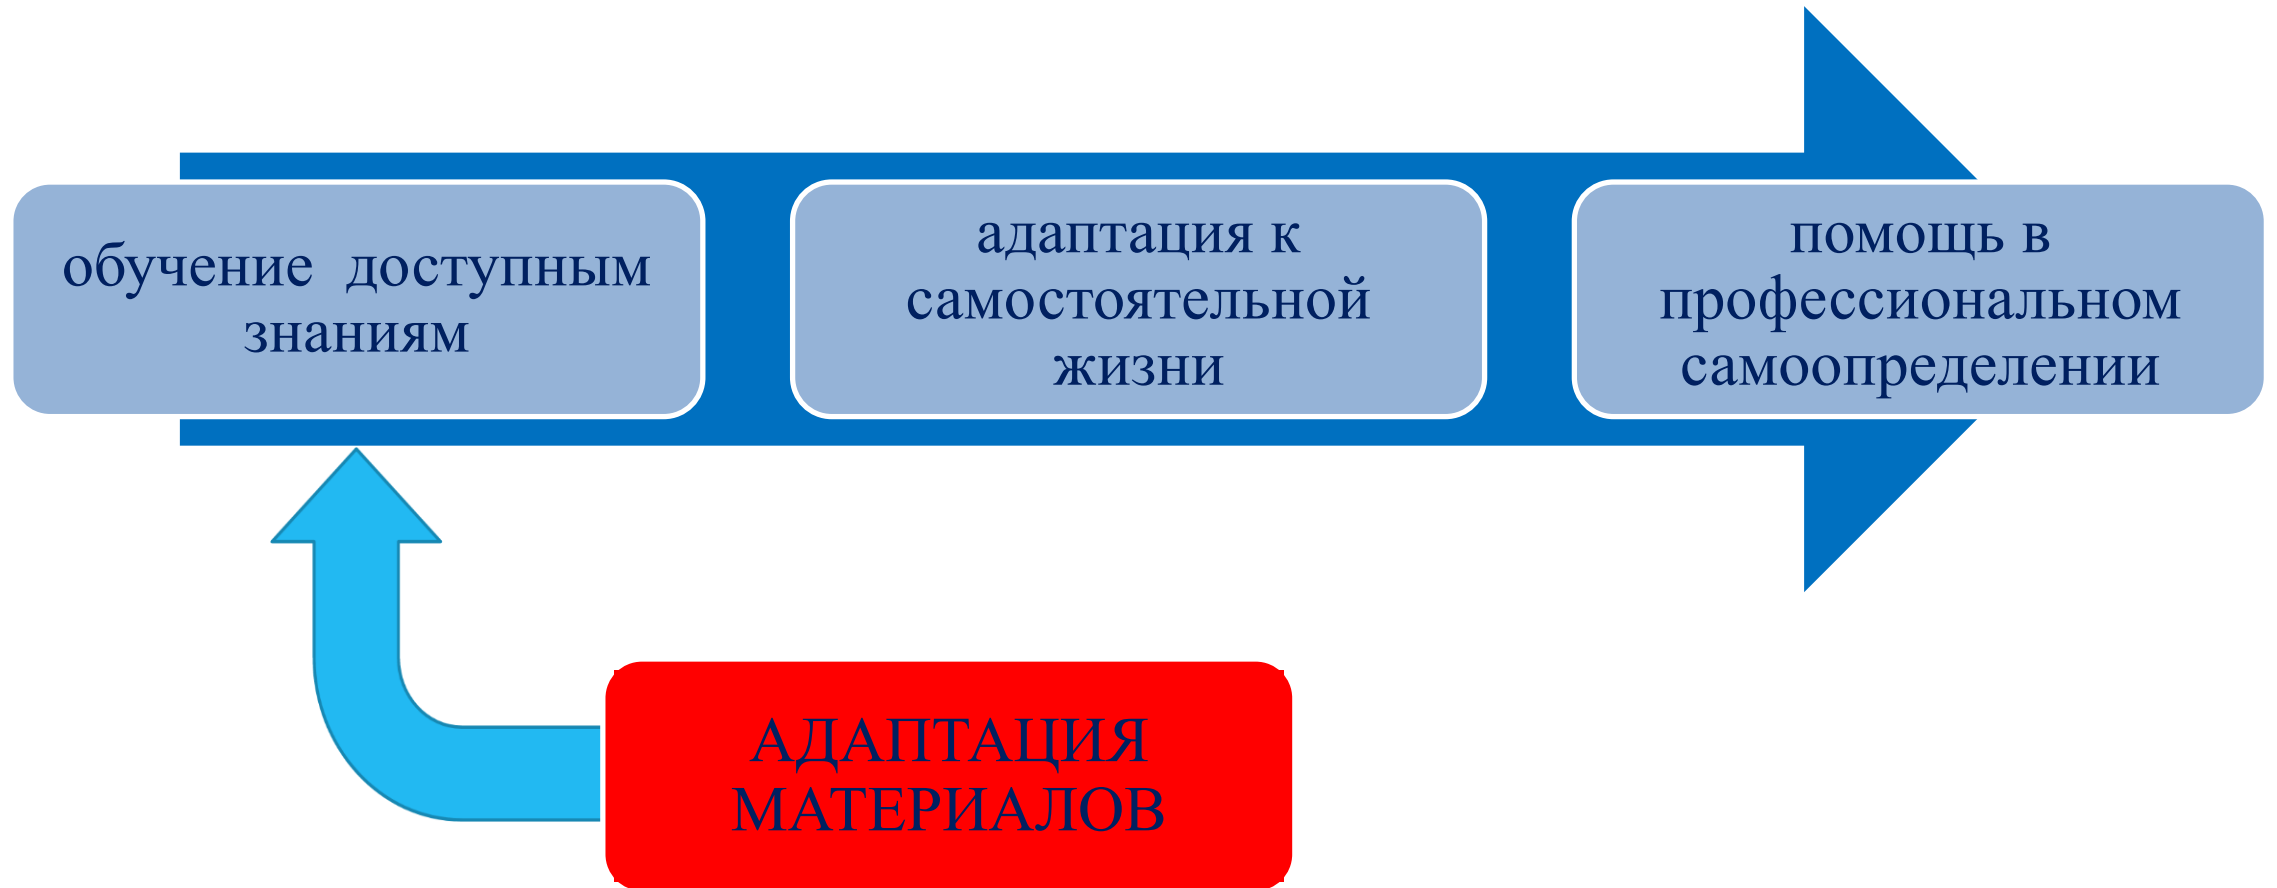 обучение доступным
знаниям
адаптация к
самостоятельной
жизни
помощь в
профессиональном
самоопределении
АДАПТАЦИЯ
МАТЕРИАЛОВ